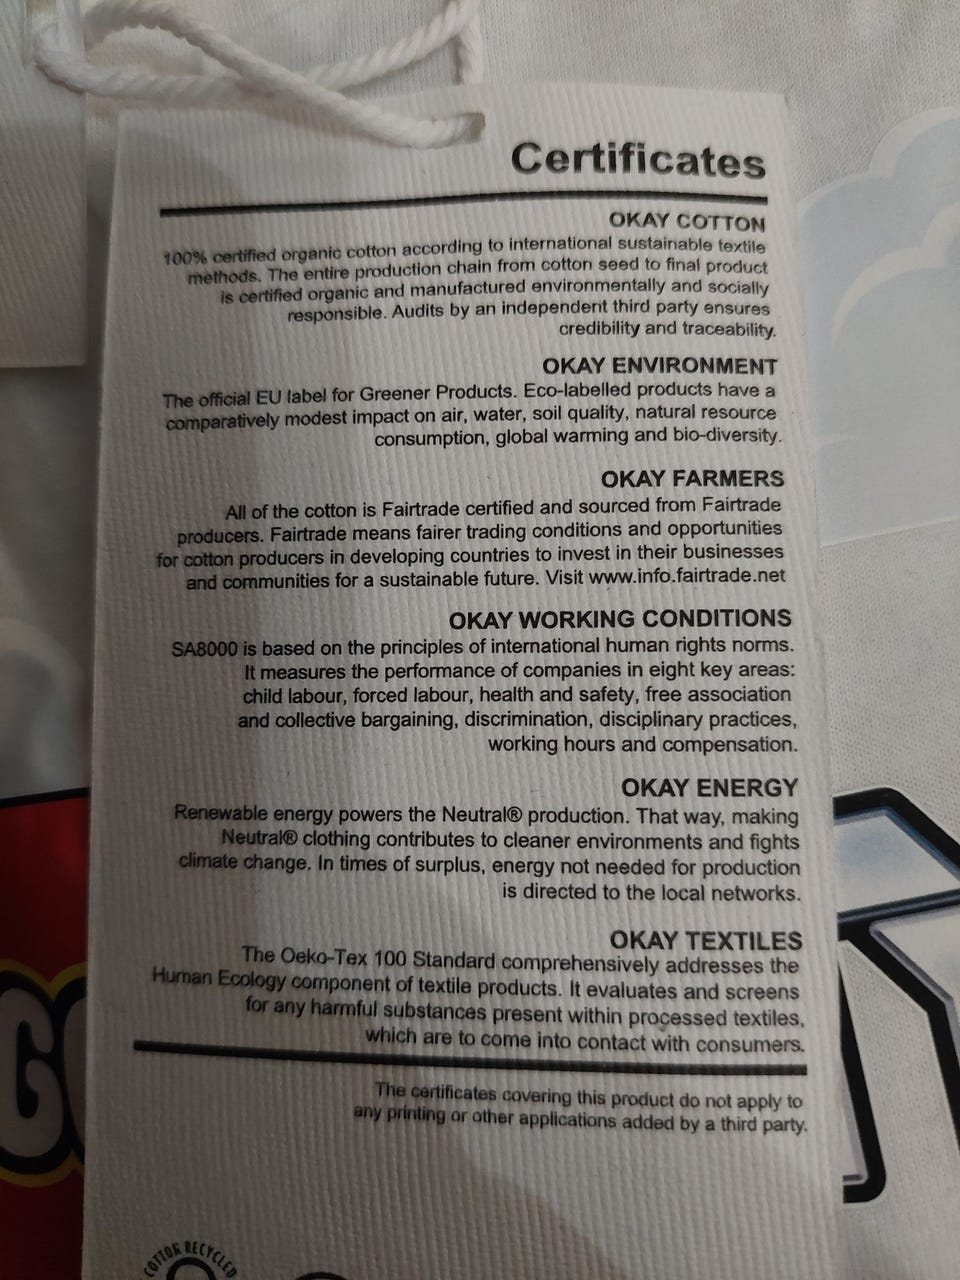 Certificates
OKAY COTTON
100% certified organic cotton according to international sustainable textile
methods. The entire production chain from cotton seed to final product
is certified organic and manufactured environmentally and socially
responsible. Audits by an independent third party ensures
credibility and traceability.
OKAY ENVIRONMENT
The official EU label for Greener Products. Eco-labelled products have a
comparatively modest impact on air, water, soil quality, natural resource
consumption, global warming and bio-diversity.
OKAY FARMERS
All of the cotton is Fairtrade certified and sourced from Fairtrade
producers. Fairtrade means fairer trading conditions and opportunities
for cotton producers in developing countries to invest in their businesses
and communities for a sustainable future. Visit www.info.fairtrade.net
OKAY WORKING CONDITIONS
SA8000 is based on the principles of international human rights norms.
It measures the performance of companies in eight key areas:
child labour, forced labour, health and safety, free association
and collective bargaining, discrimination, disciplinary practices,
working hours and compensation.
OKAY ENERGY
Renewable energy powers the Neutral® production. That way, making
Neutral® clothing contributes to cleaner environments and fights
climate change. In times of surplus, energy not needed for production
is directed to the local networks.
OKAY TEXTILES
The Oeko-Tex 100 Standard comprehensively addresses the
Human Ecology component of textile products. It evaluates and screens
for any harmful substances present within processed textiles,
which are to come into contact with consumers.
The certificates covering this product do not apply to
any printing or other applications added by a third party.
COTTON RECYCLED